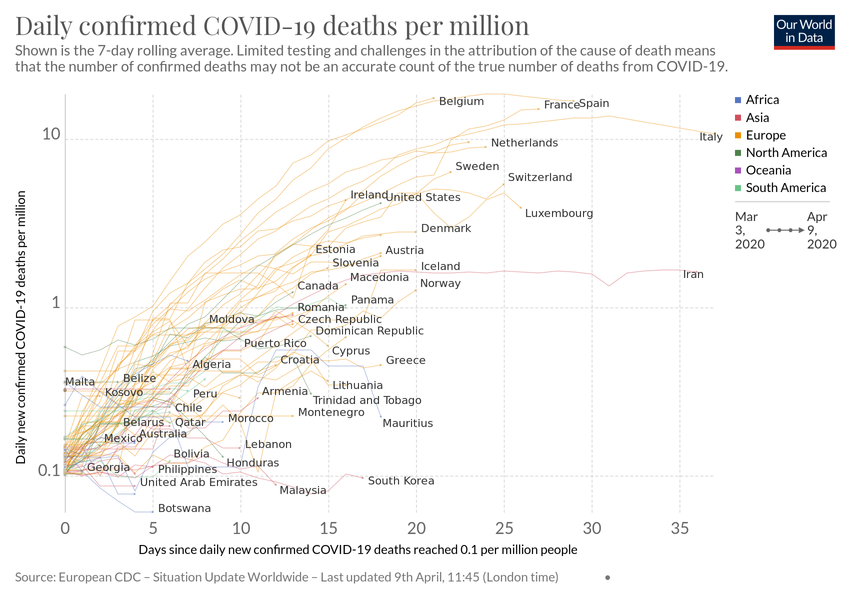 Daily confirmed COVID-19 deaths per million
Our World
in Data
Shown is the 7-day rolling average. Limited testing and challenges in the attribution of the cause of death means
that the number of confirmed deaths may not be an accurate count of the true number of deaths from COVID-19.
Africa
Asia
Europe
North America
Oceania
South America
Mar
3,
2020
Apr
9,
2020
Daily new confirmed COVID-19 deaths per million
10
1
0.1
Belgium
France
Spain
Italy
Netherlands
Sweden
Switzerland
Ireland
United States
Luxembourg
Denmark
Estonia
Austria
Slovenia
Iceland
Iran
Macedonia
Norway
Canada
Panama
Romania
Moldova
Czech Republic
Dominican Republic
Puerto Rico
Cyprus
Croatia
Greece
Algeria
Malta
Belize
Lithuania
Kosovo
Peru
Armenia
Trinidad and Tobago
Chile
Montenegro
Belarus
Qatar
Morocco
Mauritius
Mexico
Australia
Lebanon
Bolivia
Honduras
Georgia
Philippines
South Korea
United Arab Emirates
Malaysia
Botswana
0
5
10
15
20
25
30
35
Days since daily new confirmed COVID-19 deaths reached 0.1 per million people
Source: European CDC – Situation Update Worldwide – Last updated 9th April, 11:45 (London time)